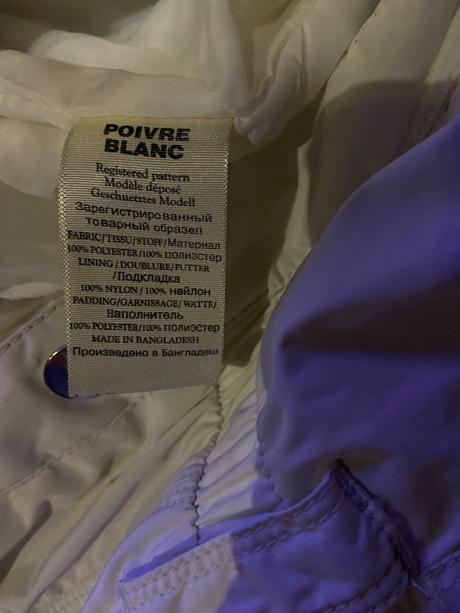 POIVRE
BLANC
Registered pattern
Modèle déposé
Geschuettes Modell
Зарегистрированный
товарный образец
FABRIC/TISSU/STOFF/Материал
100% POLYESTER/100% полиэстер
LINING/DOUBLURE/FUTTER
/Подкладка
100% NYLON / 100% нейлон
PADDING/GARNISSAGE/WATTE/
Наполнитель
100% POLYESTER/100% полиэстер
MADE IN BANGLADESH
Произведено в Бангладеш